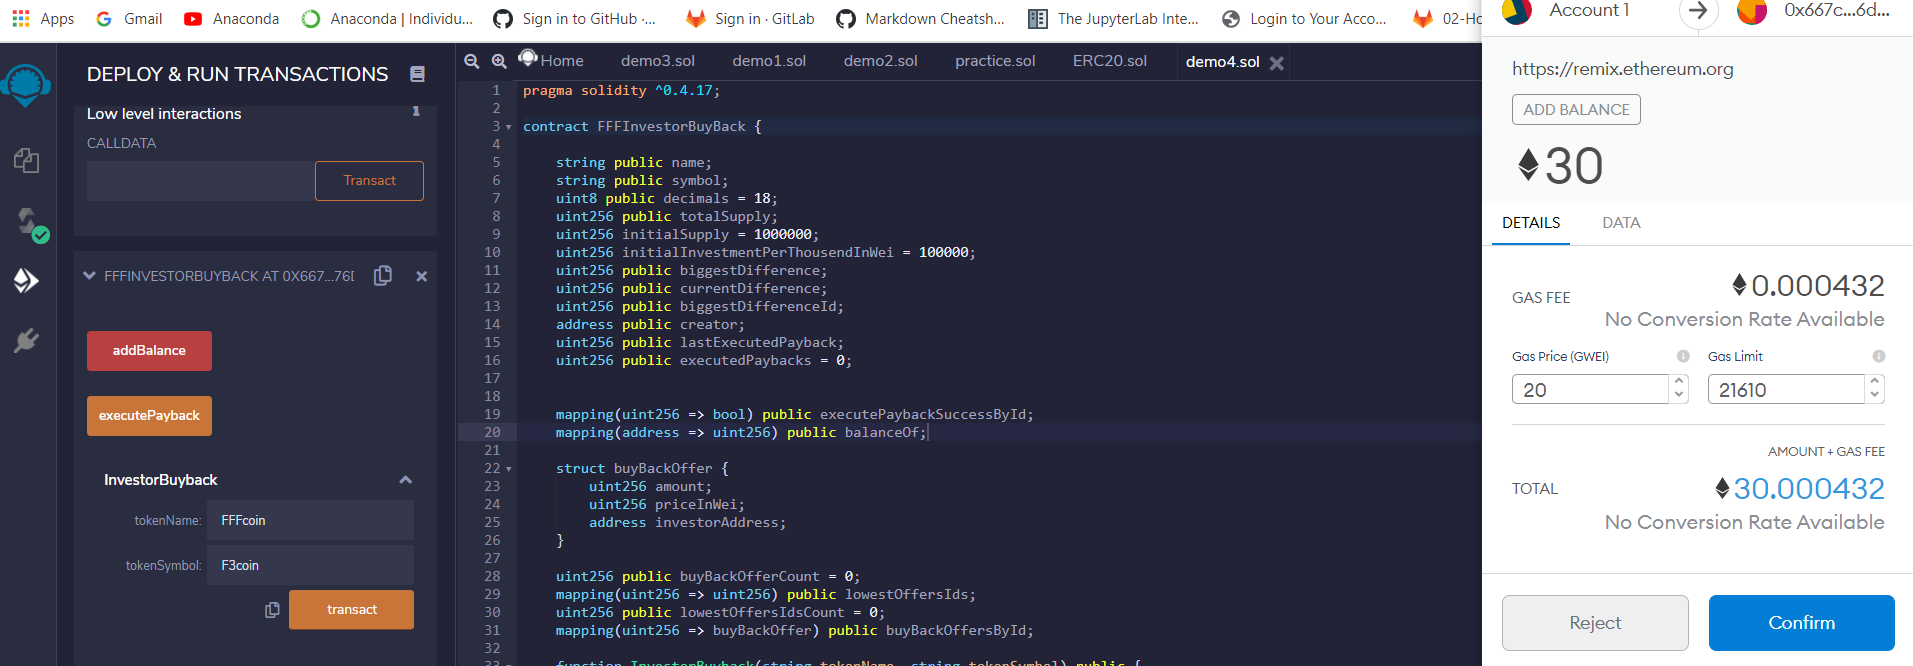 Apps Gmail YouTube Anaconda Anaconda | Individu... Sign in to GitHub ·... Sign in · GitLab Markdown Cheatsh... The JupyterLab Inte... Login to Your Acco... 02-Ho
DEPLOY & RUN TRANSACTIONS
Low level interactions
CALLDATA
Transact
FFFINVESTORBUYBACK AT 0X667...76D
addBalance
executePayback
InvestorBuyback
tokenName: FFFcoin
tokenSymbol: F3coin
transact
Home demo3.sol demo1.sol demo2.sol practice.sol ERC20.sol demo4.sol
1 pragma solidity ^0.4.17;
2
3 contract FFFInvestorBuyBack {
4
5 string public name;
6 string public symbol;
7 uint8 public decimals = 18;
8 uint256 public totalSupply;
9 uint256 initialSupply = 1000000;
10 uint256 initialInvestmentPerThousendInWei = 100000;
11 uint256 public biggestDifference;
12 uint256 public currentDifference;
13 uint256 public biggestDifferenceId;
14 address public creator;
15 uint256 public lastExecutedPayback;
16 uint256 public executedPaybacks = 0;
17
18
19 mapping(uint256 => bool) public executePaybackSuccessById;
20 mapping(address => uint256) public balanceOf;
21
22 struct buyBackOffer {
23 uint256 amount;
24 uint256 priceInWei;
25 address investorAddress;
26 }
27
28 uint256 public buyBackOfferCount = 0;
29 mapping(uint256 => uint256) public lowestOffersIds;
30 uint256 public lowestOffersIdsCount = 0;
31 mapping(uint256 => buyBackOffer) public buyBackOffersById;
32
33 function InvestorBuyback(string tokenName, string tokenSymbol) public {
Account 1 0x667c...6d...
https://remix.ethereum.org
ADD BALANCE
30
DETAILS DATA
GAS FEE 0.000432
No Conversion Rate Available
Gas Price (GWEI) Gas Limit
20 21610
AMOUNT + GAS FEE
TOTAL 30.000432
No Conversion Rate Available
Reject Confirm